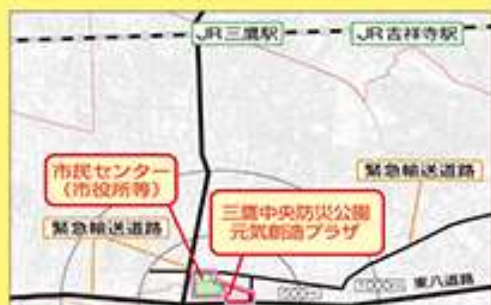 JR三鷹駅
JR吉祥寺駅
市民センター
(市役所等)
緊急輸送道路
緊急輸送道路
三鷹中央防災公園
元気創造プラザ
500m
1000m
東八道路